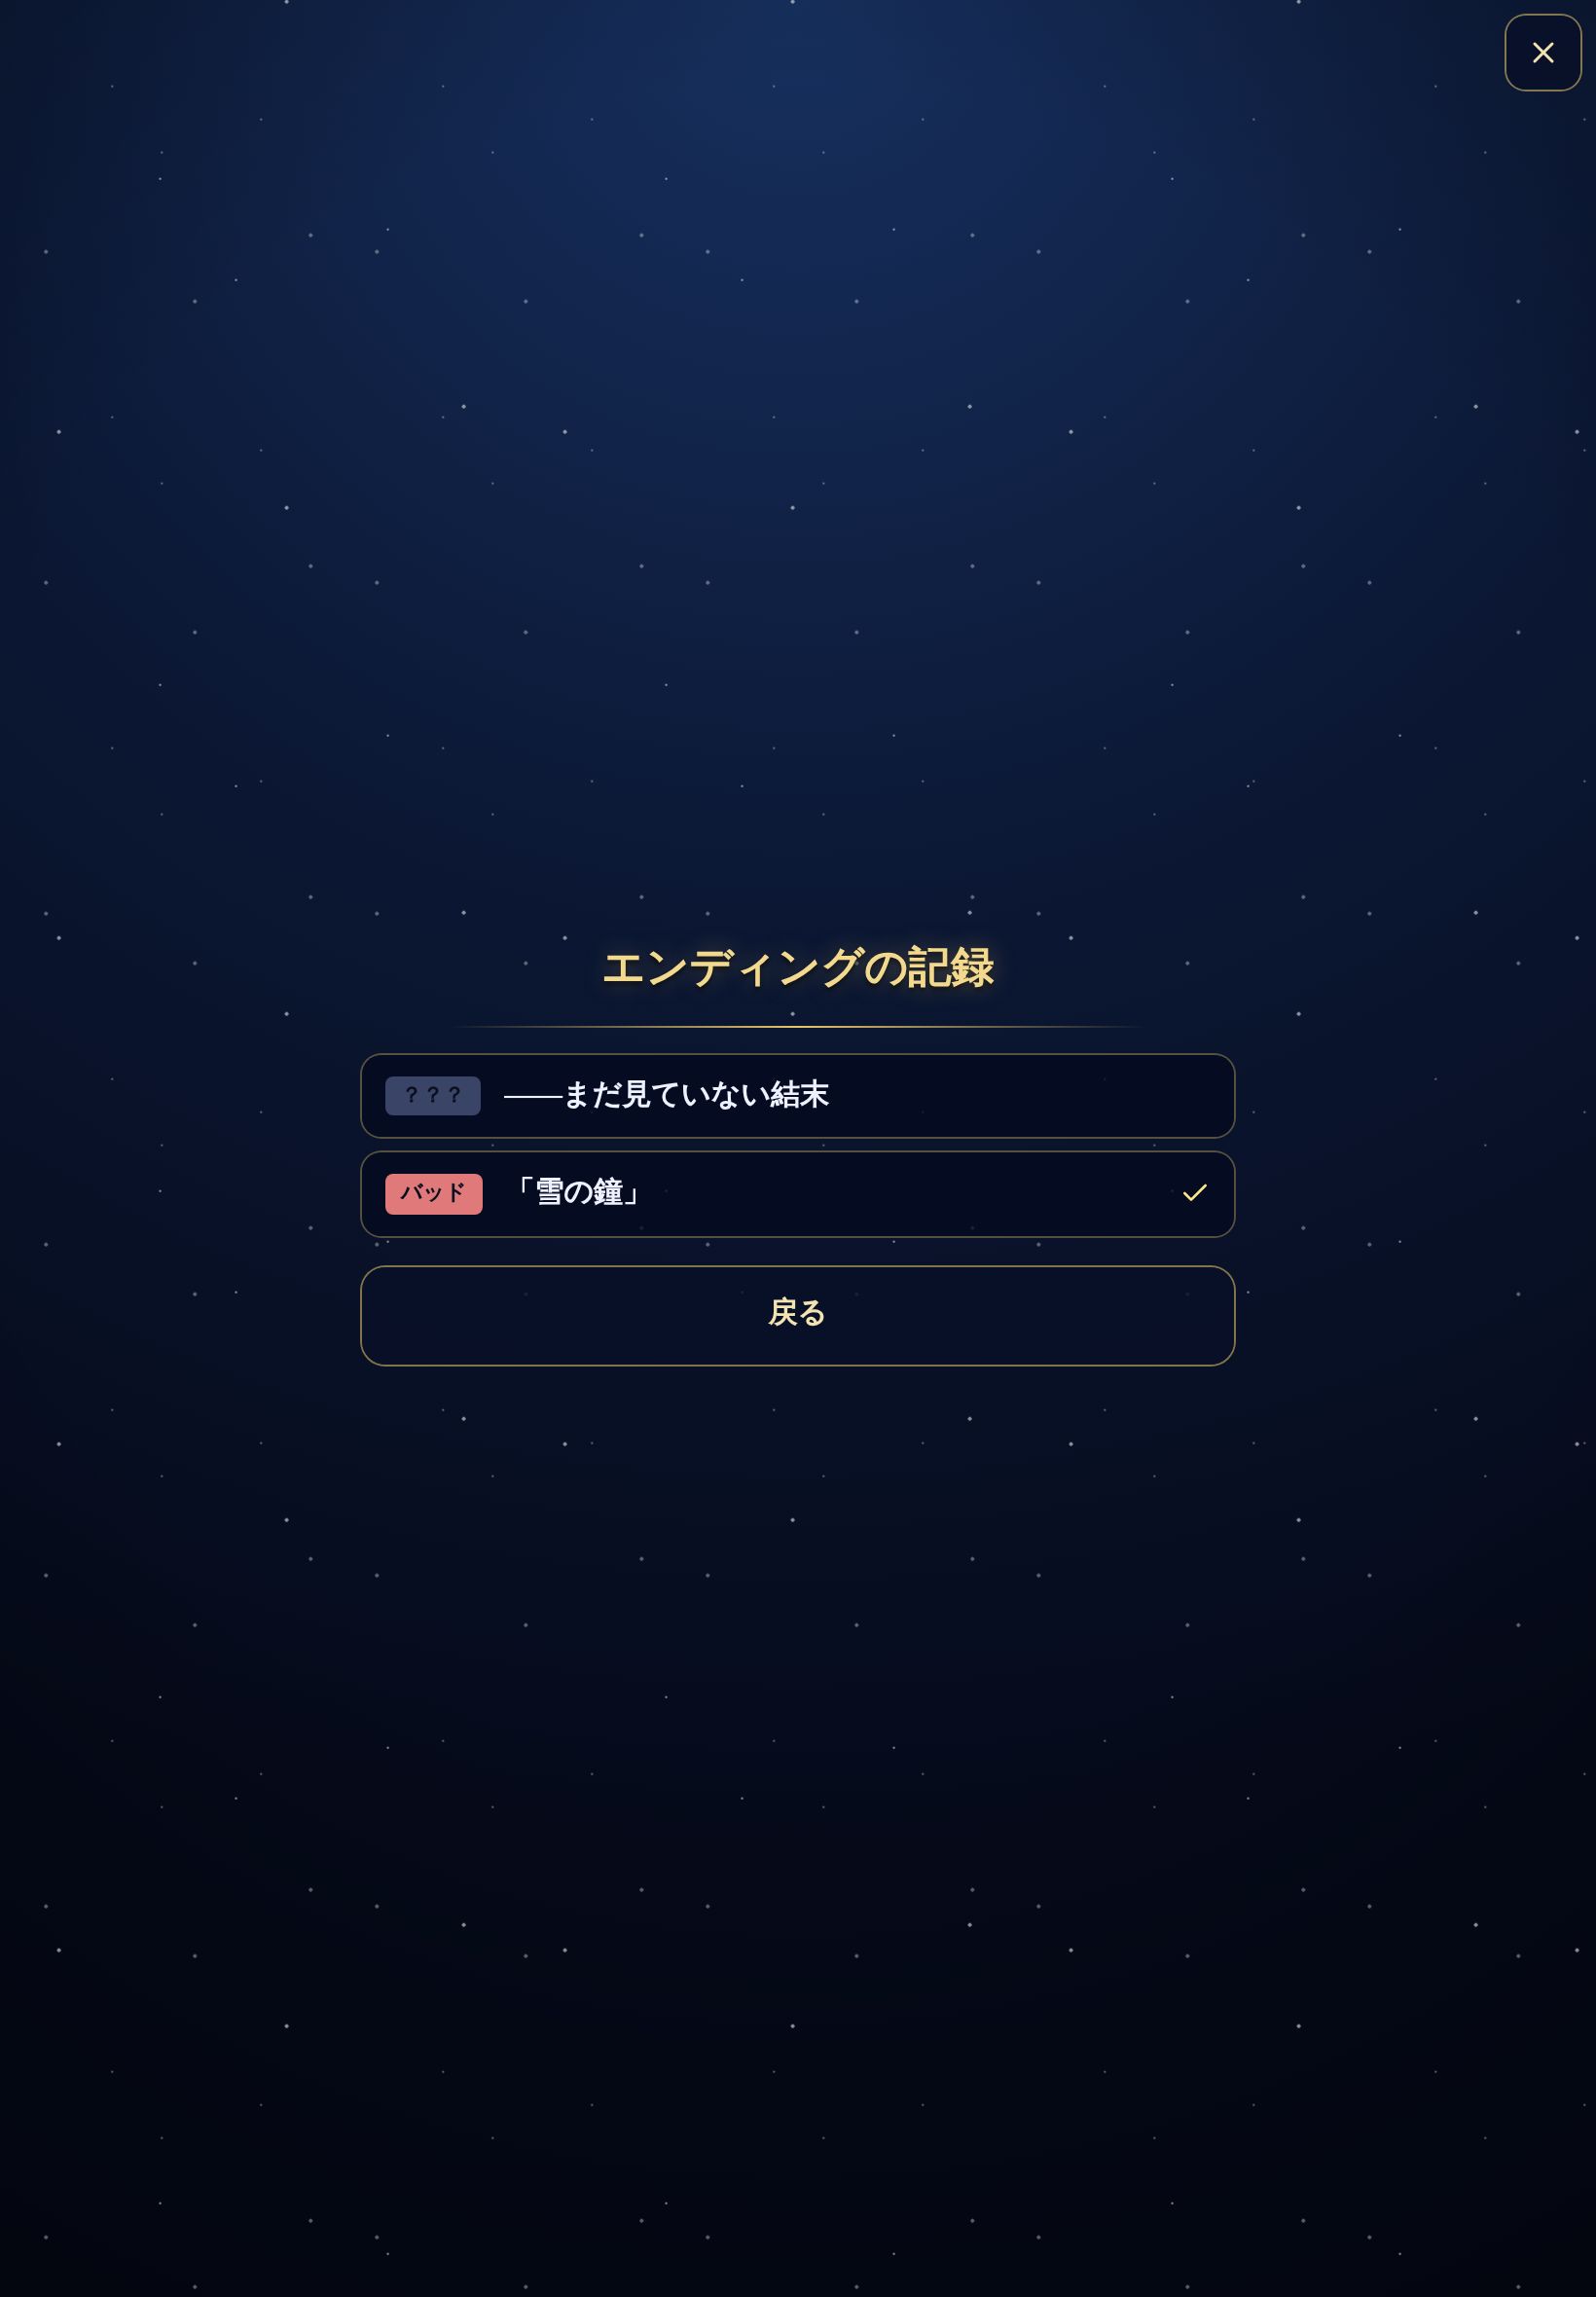 エンディングの記録
？？？ ――まだ見ていない結末
バッド 「雪の鐘」
戻る